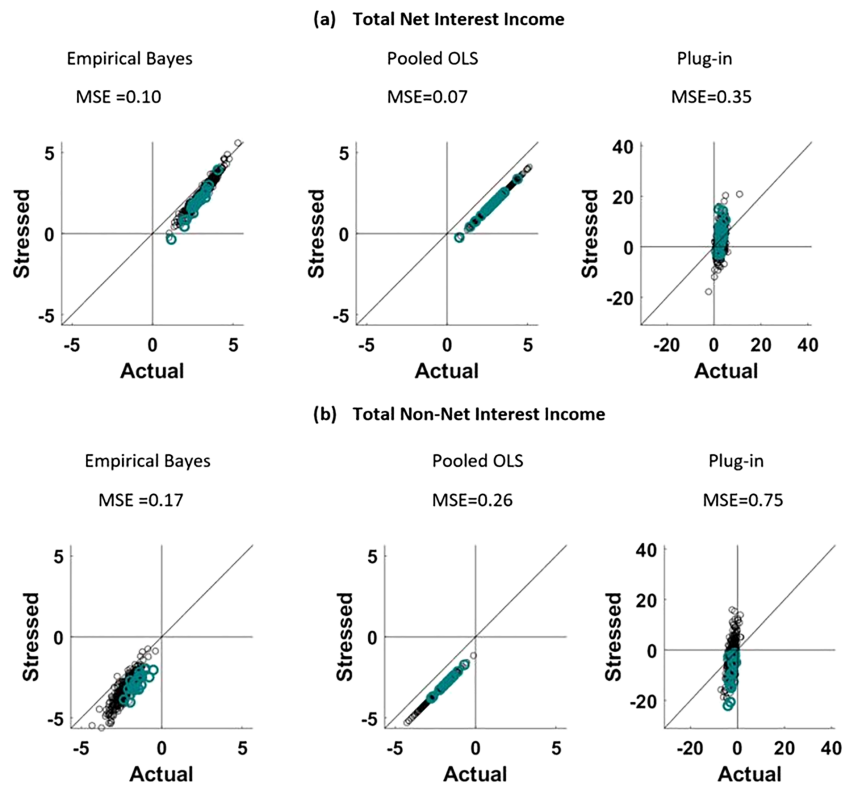 (a) Total Net Interest Income
Empirical Bayes Pooled OLS Plug-in
MSE =0.10 MSE=0.07 MSE=0.35
5
0
-5
Stressed
-5 0 5
Actual
5
0
-5
Stressed
-5 0 5
Actual
40
20
0
-20
Stressed
-20 0 20 40
Actual
(b) Total Non-Net Interest Income
Empirical Bayes Pooled OLS Plug-in
MSE =0.17 MSE=0.26 MSE=0.75
5
0
-5
Stressed
-5 0 5
Actual
5
0
-5
Stressed
-5 0 5
Actual
40
20
0
-20
Stressed
-20 0 20 40
Actual